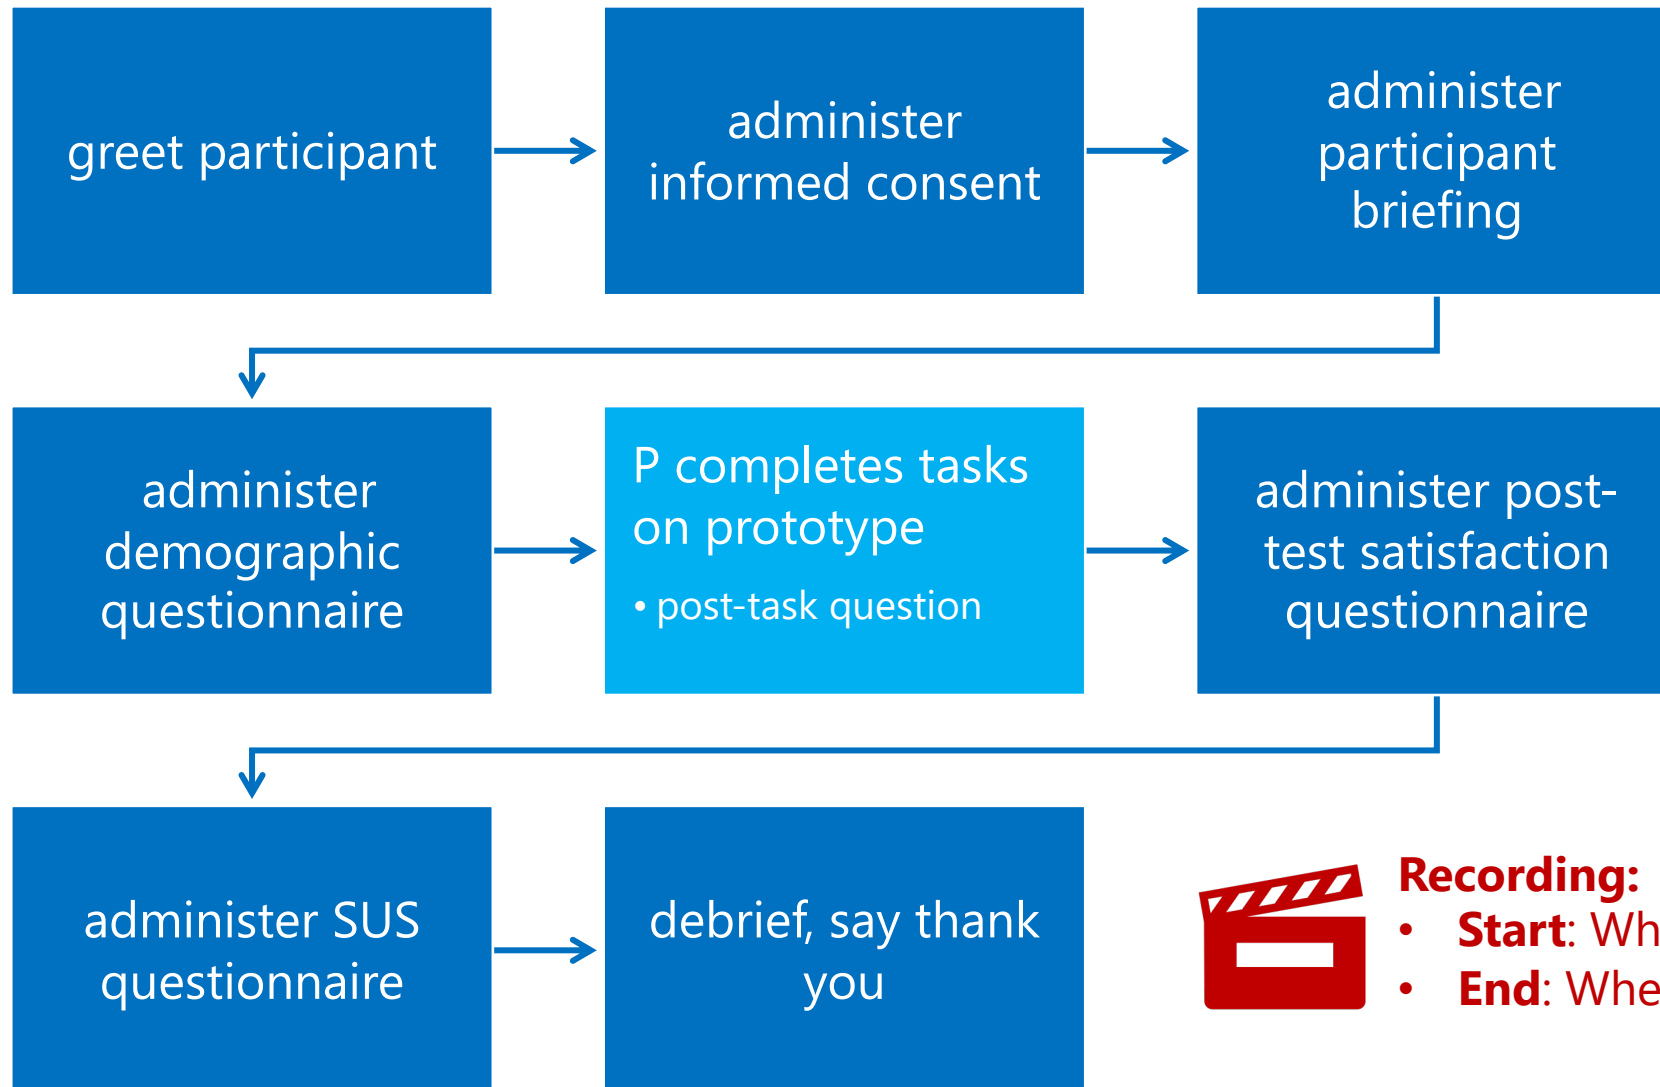 greet participant
administer
informed consent
administer
participant
briefing
administer
demographic
questionnaire
P completes tasks
on prototype
• post-task question
administer post-
test satisfaction
questionnaire
administer SUS
questionnaire
debrief, say thank
you
Recording:
• Start: Wh
• End: Whe